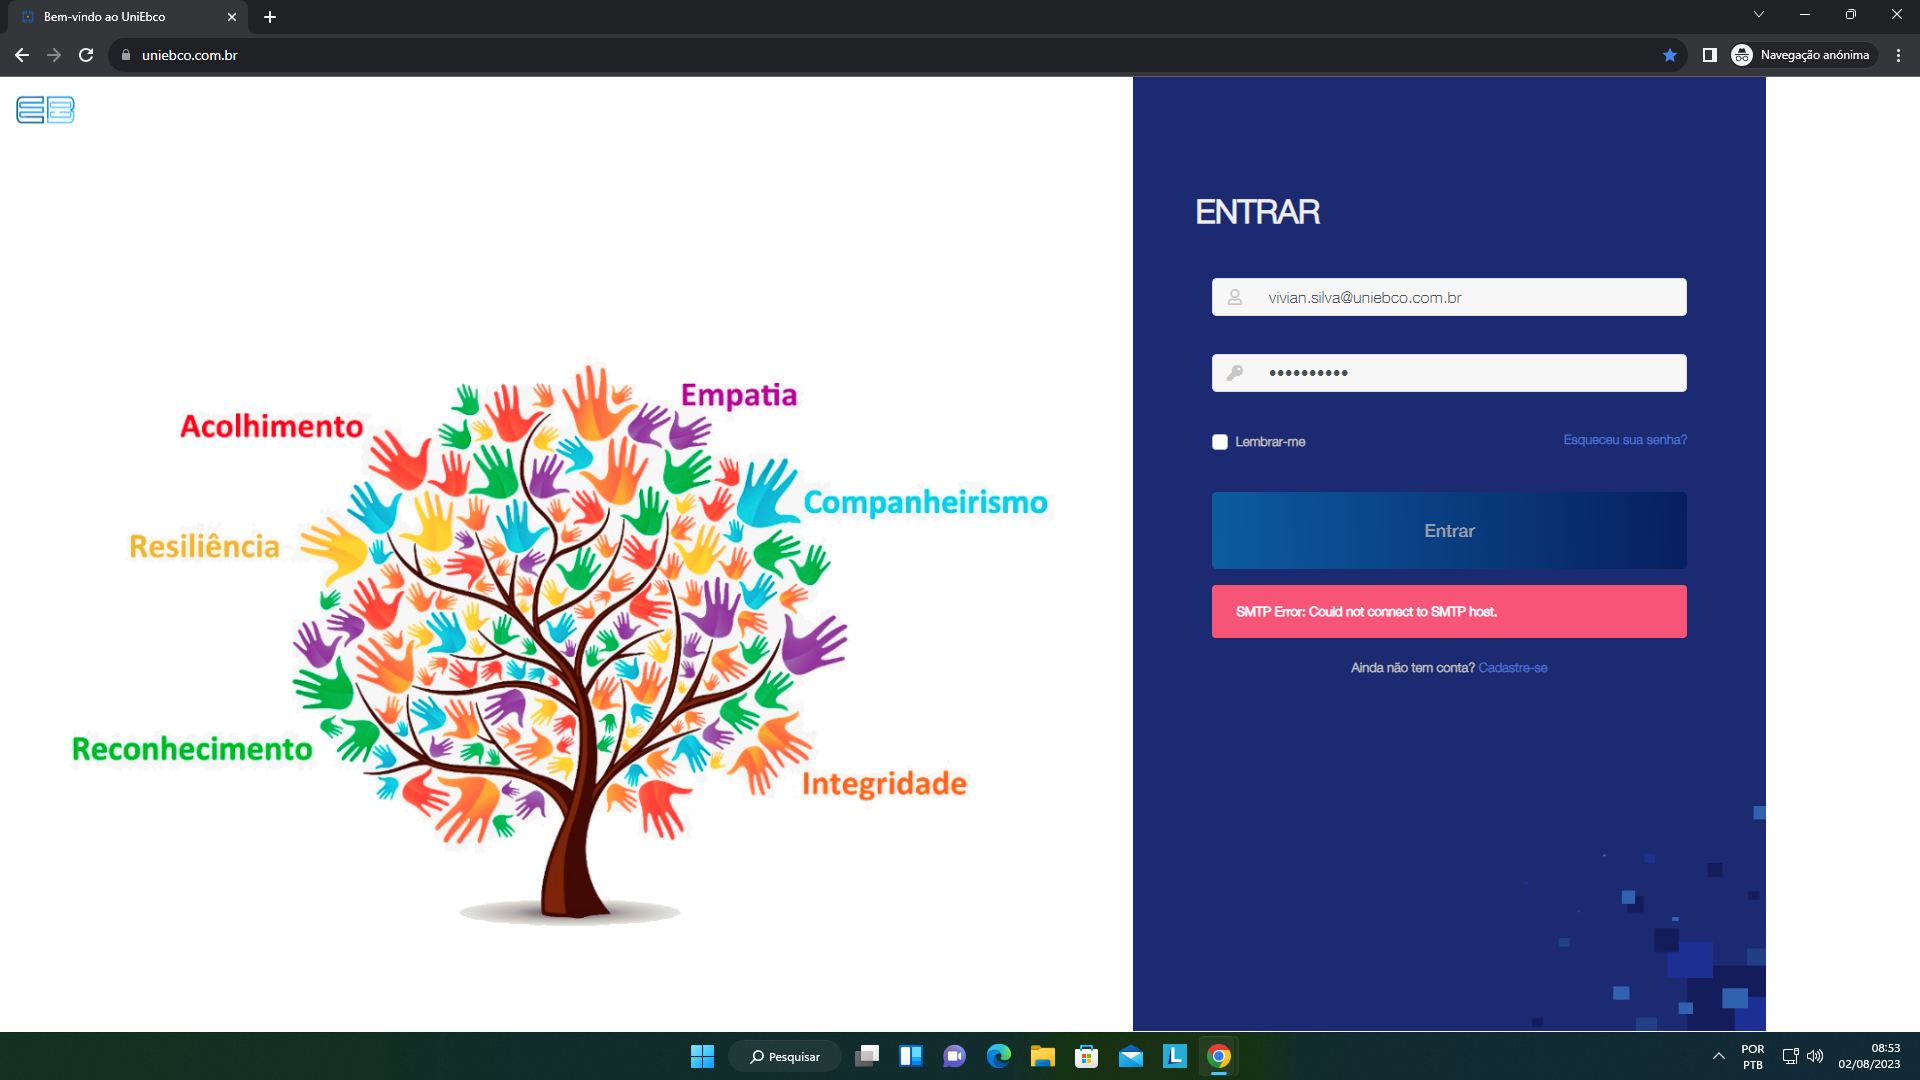 Bem-vindo ao UniEbco
uniebco.com.br
Navegação anónima
EB
ENTRAR
vivian.silva@uniebco.com.br
••••••••••
Lembrar-me
Esqueceu sua senha?
Entrar
SMTP Error: Could not connect to SMTP host.
Ainda não tem conta? Cadastre-se
Empatia
Acolhimento
Companheirismo
Resiliência
Reconhecimento
Integridade
Pesquisar
L
POR
PTB
08:53
02/08/2023